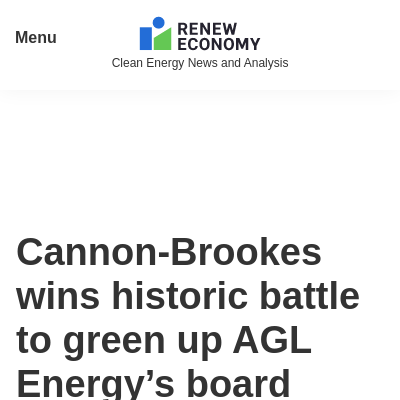 Menu
RENEW
ECONOMY
Clean Energy News and Analysis
Cannon-Brookes
wins historic battle
to green up AGL
Energy’s board